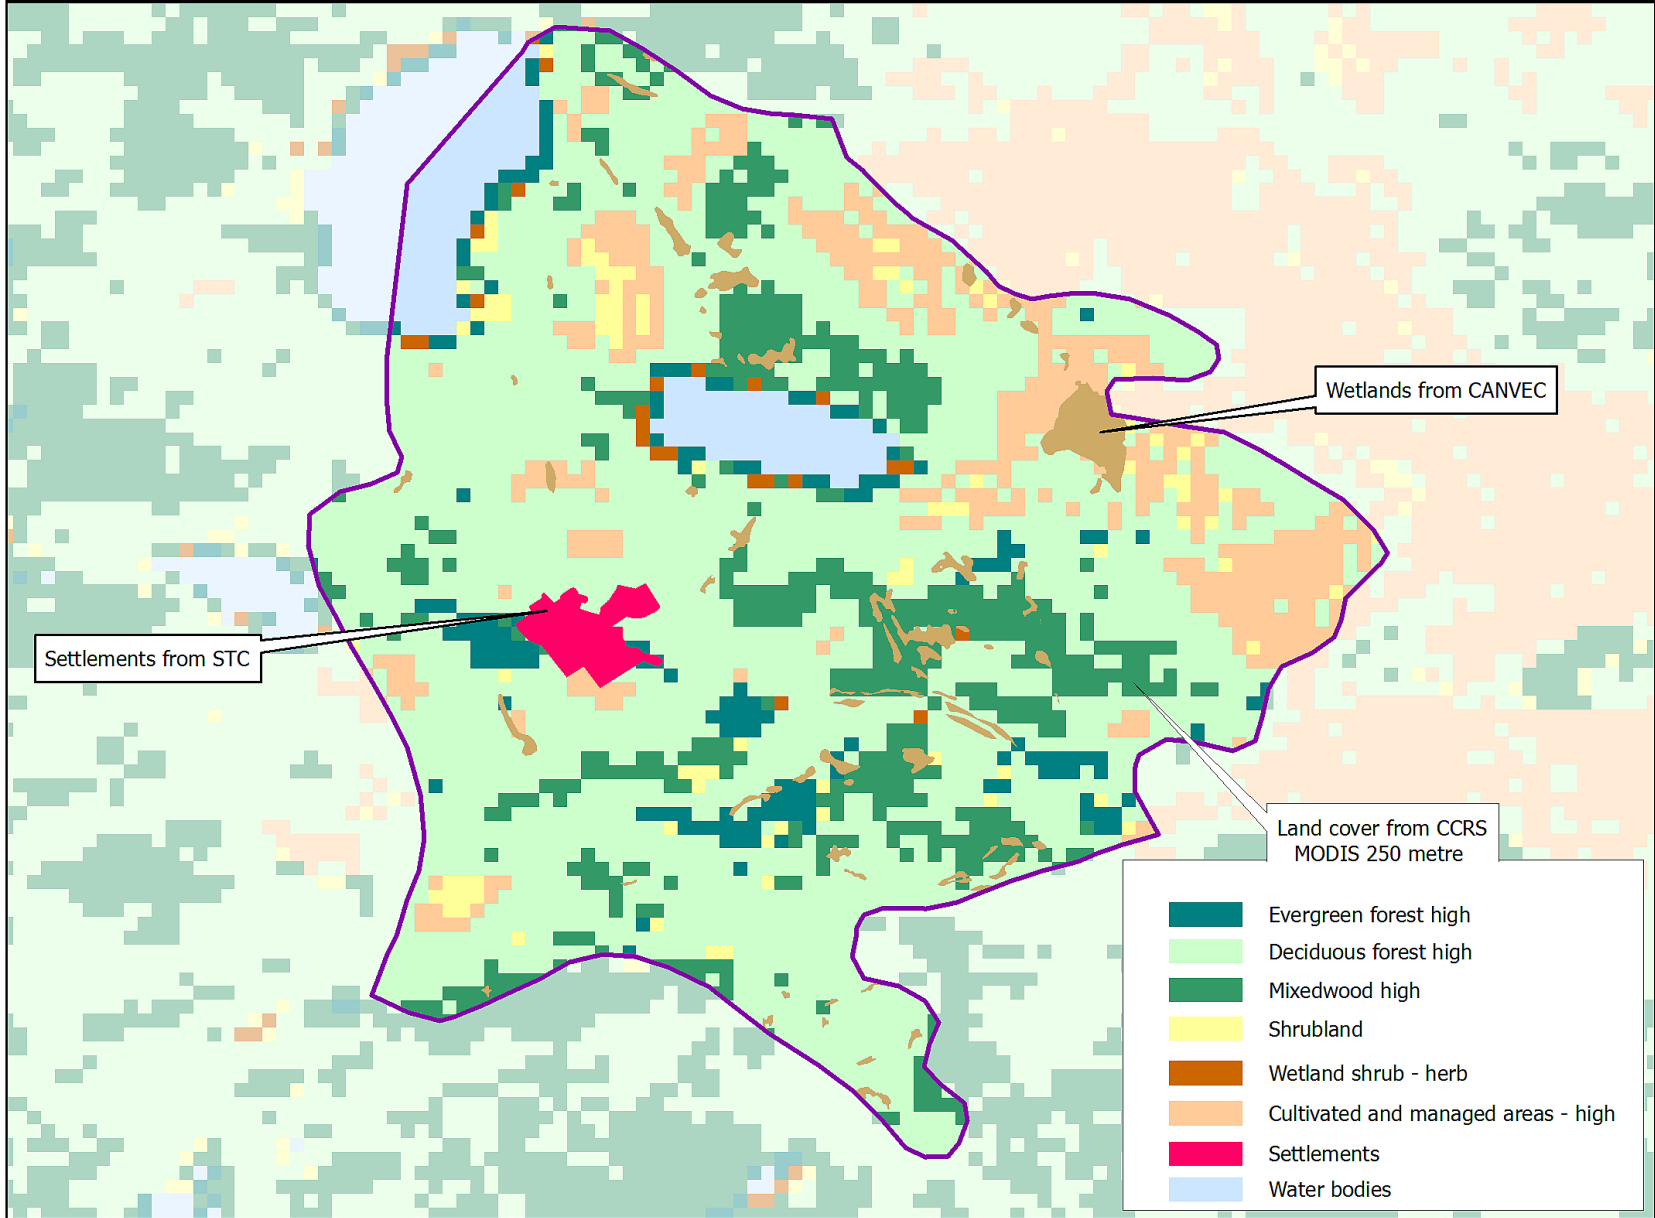 Wetlands from CANVEC
Settlements from STC
Land cover from CCRS
MODIS 250 metre
Evergreen forest high
Deciduous forest high
Mixedwood high
Shrubland
Wetland shrub - herb
Cultivated and managed areas - high
Settlements
Water bodies